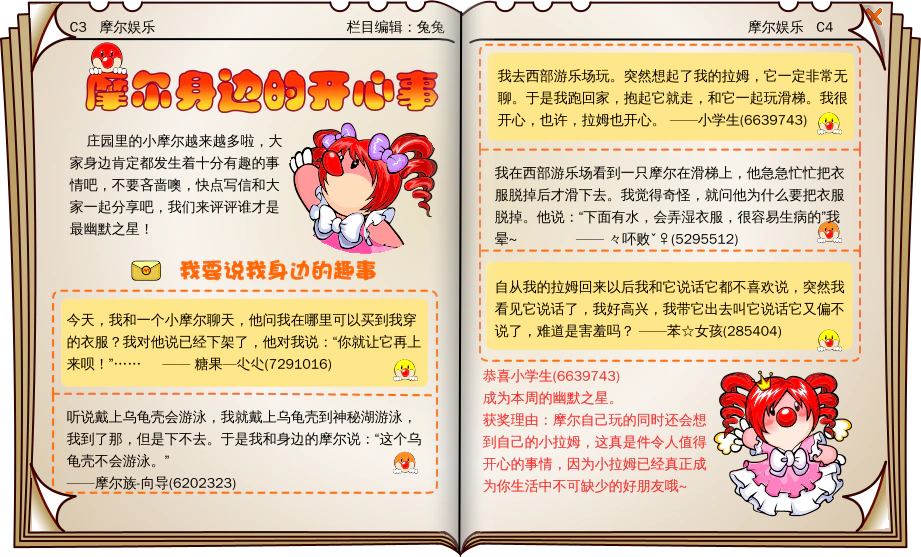 C3 摩尔娱乐
栏目编辑：兔兔
摩尔身边的开心事
庄园里的小摩尔越来越多啦，大
家身边肯定都发生着十分有趣的事
情吧，不要吝啬噢，快点写信和大
家一起分享吧，我们来评评谁才是
最幽默之星！
我要说我身边的趣事
今天，我和一个小摩尔聊天，他问我在哪里可以买到我穿
的衣服？我对他说已经下架了，他对我说：“你就让它再上
来呗！”…… —— 糖果—尐尐(7291016)
听说戴上乌龟壳会游泳，我就戴上乌龟壳到神秘湖游泳，
我到了那，但是下不去。于是我和身边的摩尔说：“这个乌
龟壳不会游泳。”
——摩尔族-向导(6202323)
摩尔娱乐 C4
我去西部游乐场玩。突然想起了我的拉姆，它一定非常无
聊。于是我跑回家，抱起它就走，和它一起玩滑梯。我很
开心，也许，拉姆也开心。 ——小学生(6639743)
我在西部游乐场看到一只摩尔在滑梯上，他急急忙忙把衣
服脱掉后才滑下去。我觉得奇怪，就问他为什么要把衣服
脱掉。他说：“下面有水，会弄湿衣服，很容易生病的”我
晕~ —— 々吥败ˇ♀(5295512)
自从我的拉姆回来以后我和它说话它都不喜欢说，突然我
看见它说话了，我好高兴，我带它出去叫它说话它又偏不
说了，难道是害羞吗？ ——苯☆女孩(285404)
恭喜小学生(6639743)
成为本周的幽默之星。
获奖理由：摩尔自己玩的同时还会想
到自己的小拉姆，这真是件令人值得
开心的事情，因为小拉姆已经真正成
为你生活中不可缺少的好朋友哦~